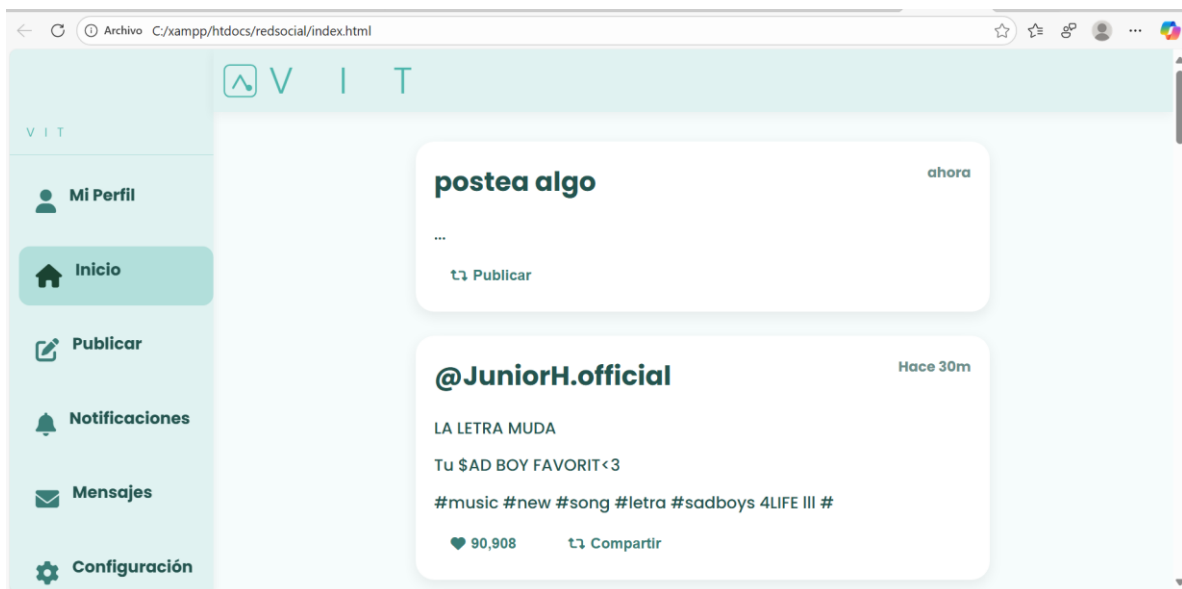 Archivo C:/xampp/htdocs/redsocial/index.html
V I T
V I T
Mi Perfil
Inicio
Publicar
Notificaciones
Mensajes
Configuración
postea algo
ahora
...
Publicar
@JuniorH.official
Hace 30m
LA LETRA MUDA
Tu $AD BOY FAVORIT<3
#music #new #song #letra #sadboys 4LIFE lll #
90,908
Compartir